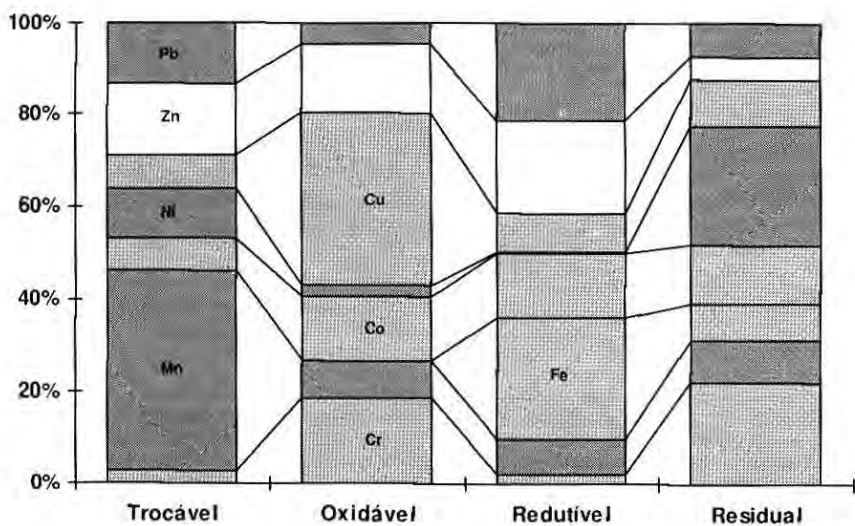 100%
80%
60%
40%
20%
0%
Pb
Zn
Ni
Mn
Cu
Co
Cr
Fe
Trocável
Oxidável
Redutível
Residual